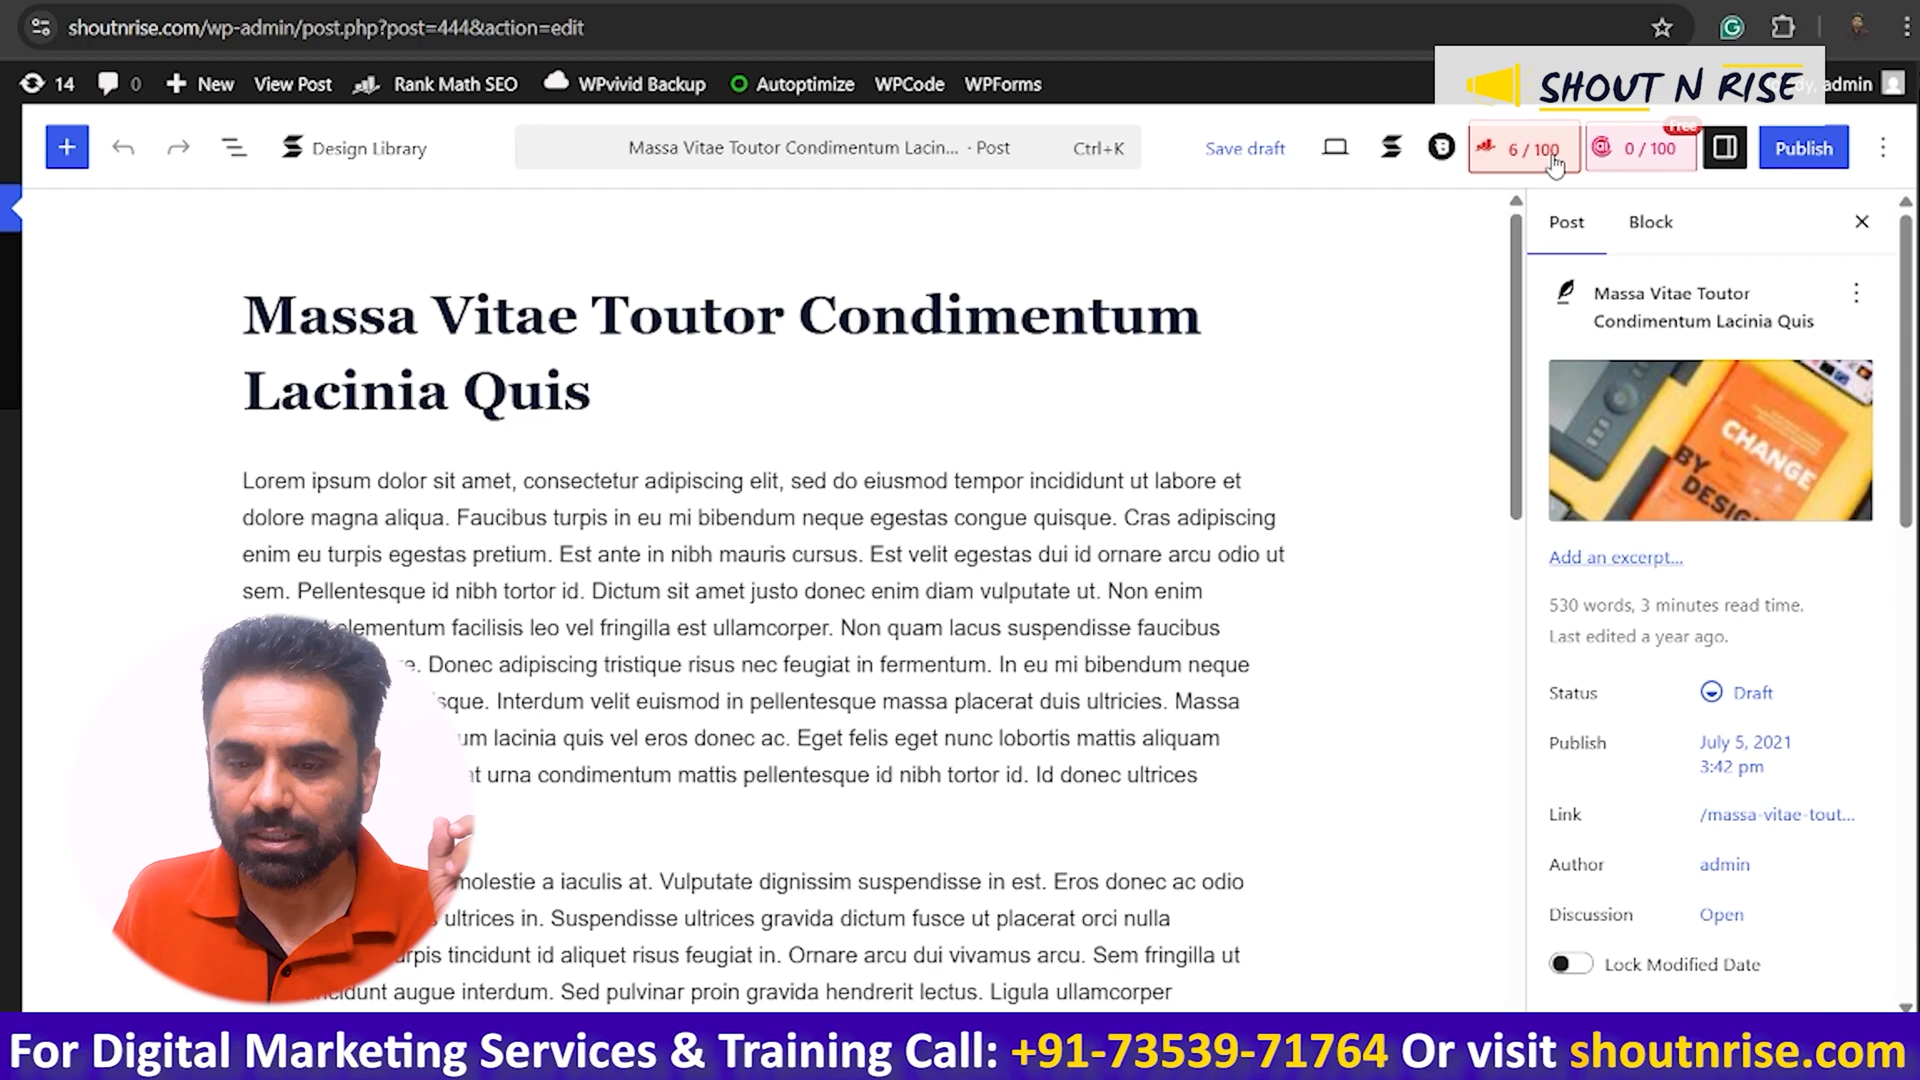 shoutnrise.com/wp-admin/post.php?post=444&action=edit
14 0 New View Post Rank Math SEO WPvivid Backup Autoptimize WPCode WPForms admin
SHOUT N RISE
Design Library
Massa Vitae Toutor Condimentum Lacin... · Post Ctrl+K
Save draft
6 / 100
Free
0 / 100
Publish
Massa Vitae Toutor Condimentum
Lacinia Quis
Lorem ipsum dolor sit amet, consectetur adipiscing elit, sed do eiusmod tempor incididunt ut labore et
dolore magna aliqua. Faucibus turpis in eu mi bibendum neque egestas congue quisque. Cras adipiscing
enim eu turpis egestas pretium. Est ante in nibh mauris cursus. Est velit egestas dui id ornare arcu odio ut
sem. Pellentesque id nibh tortor id. Dictum sit amet justo donec enim diam vulputate ut. Non enim
elementum facilisis leo vel fringilla est ullamcorper. Non quam lacus suspendisse faucibus
Donec adipiscing tristique risus nec feugiat in fermentum. In eu mi bibendum neque
sque. Interdum velit euismod in pellentesque massa placerat duis ultricies. Massa
um lacinia quis vel eros donec ac. Eget felis eget nunc lobortis mattis aliquam
at urna condimentum mattis pellentesque id nibh tortor id. Id donec ultrices
molestie a iaculis at. Vulputate dignissim suspendisse in est. Eros donec ac odio
ultrices in. Suspendisse ultrices gravida dictum fusce ut placerat orci nulla
rpis tincidunt id aliquet risus feugiat in. Ornare arcu dui vivamus arcu. Sem fringilla ut
cidunt augue interdum. Sed pulvinar proin gravida hendrerit lectus. Ligula ullamcorper
Post Block
Massa Vitae Toutor
Condimentum Lacinia Quis
CHANGE
BY
DESIGN
Add an excerpt...
530 words, 3 minutes read time.
Last edited a year ago.
Status Draft
Publish July 5, 2021
3:42 pm
Link /massa-vitae-tout...
Author admin
Discussion Open
Lock Modified Date
For Digital Marketing Services & Training Call: +91-73539-71764 Or visit shoutnrise.com